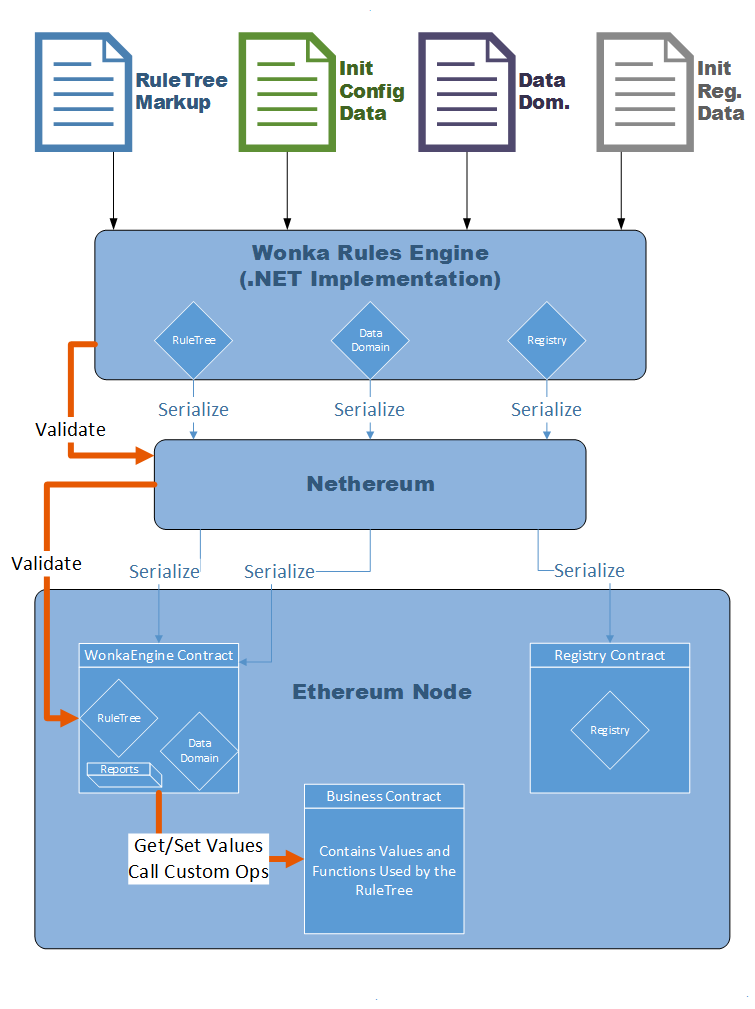 RuleTree
Markup
Init
Config
Data
Data
Dom.
Init
Reg.
Data
Wonka Rules Engine
(.NET Implementation)
RuleTree
Data
Domain
Registry
Serialize
Serialize
Serialize
Validate
Nethereum
Validate
Serialize
Serialize
Serialize
WonkaEngine Contract
Registry Contract
Ethereum Node
RuleTree
Data
Domain
Reports
Registry
Business Contract
Get/Set Values
Call Custom Ops
Contains Values and
Functions Used by the
RuleTree